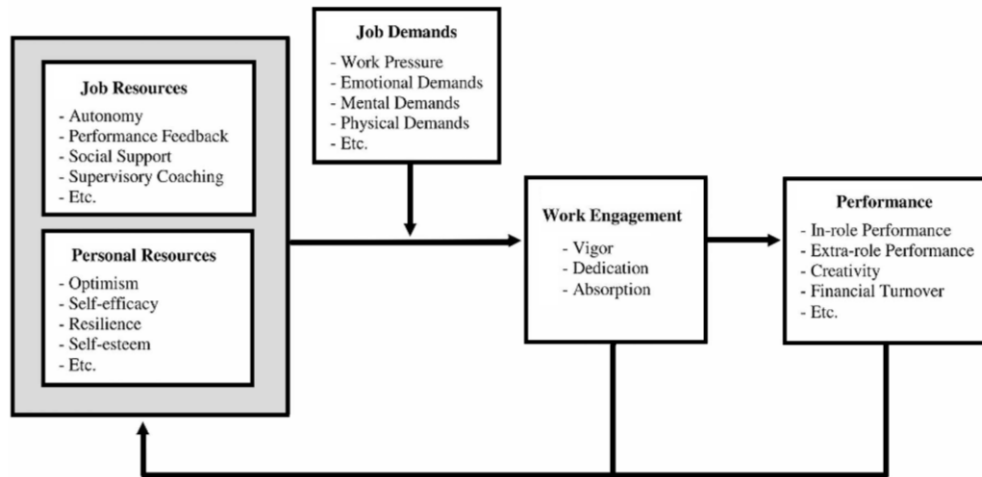 Job Demands
- Work Pressure
- Emotional Demands
- Mental Demands
- Physical Demands
- Etc.
Job Resources
- Autonomy
- Performance Feedback
- Social Support
- Supervisory Coaching
- Etc.
Personal Resources
- Optimism
- Self-efficacy
- Resilience
- Self-esteem
- Etc.
Work Engagement
- Vigor
- Dedication
- Absorption
Performance
- In-role Performance
- Extra-role Performance
- Creativity
- Financial Turnover
- Etc.